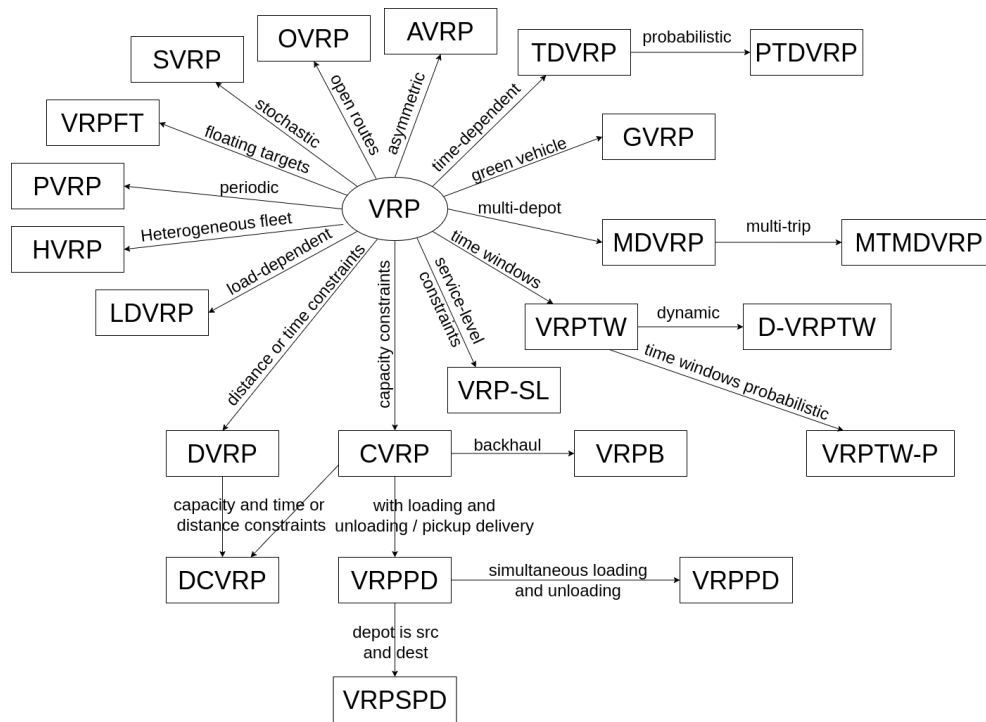 OVRP
AVRP
SVRP
TDVRP
probabilistic
PTDVRP
VRPFT
stochastic
open routes
asymmetric
time-dependent
GVRP
floating targets
green vehicle
PVRP
periodic
VRP
multi-depot
HVRP
Heterogeneous fleet
MDVRP
multi-trip
MTMDVRP
LDVRP
load-dependent
distance or time constraints
capacity constraints
service-level
constraints
time windows
VRPTW
dynamic
D-VRPTW
time windows probabilistic
VRP-SL
DVRP
CVRP
backhaul
VRPB
VRPTW-P
capacity and time or
distance constraints
with loading and
unloading / pickup delivery
DCVRP
VRPPD
simultaneous loading
and unloading
VRPPD
depot is src
and dest
VRPSPD